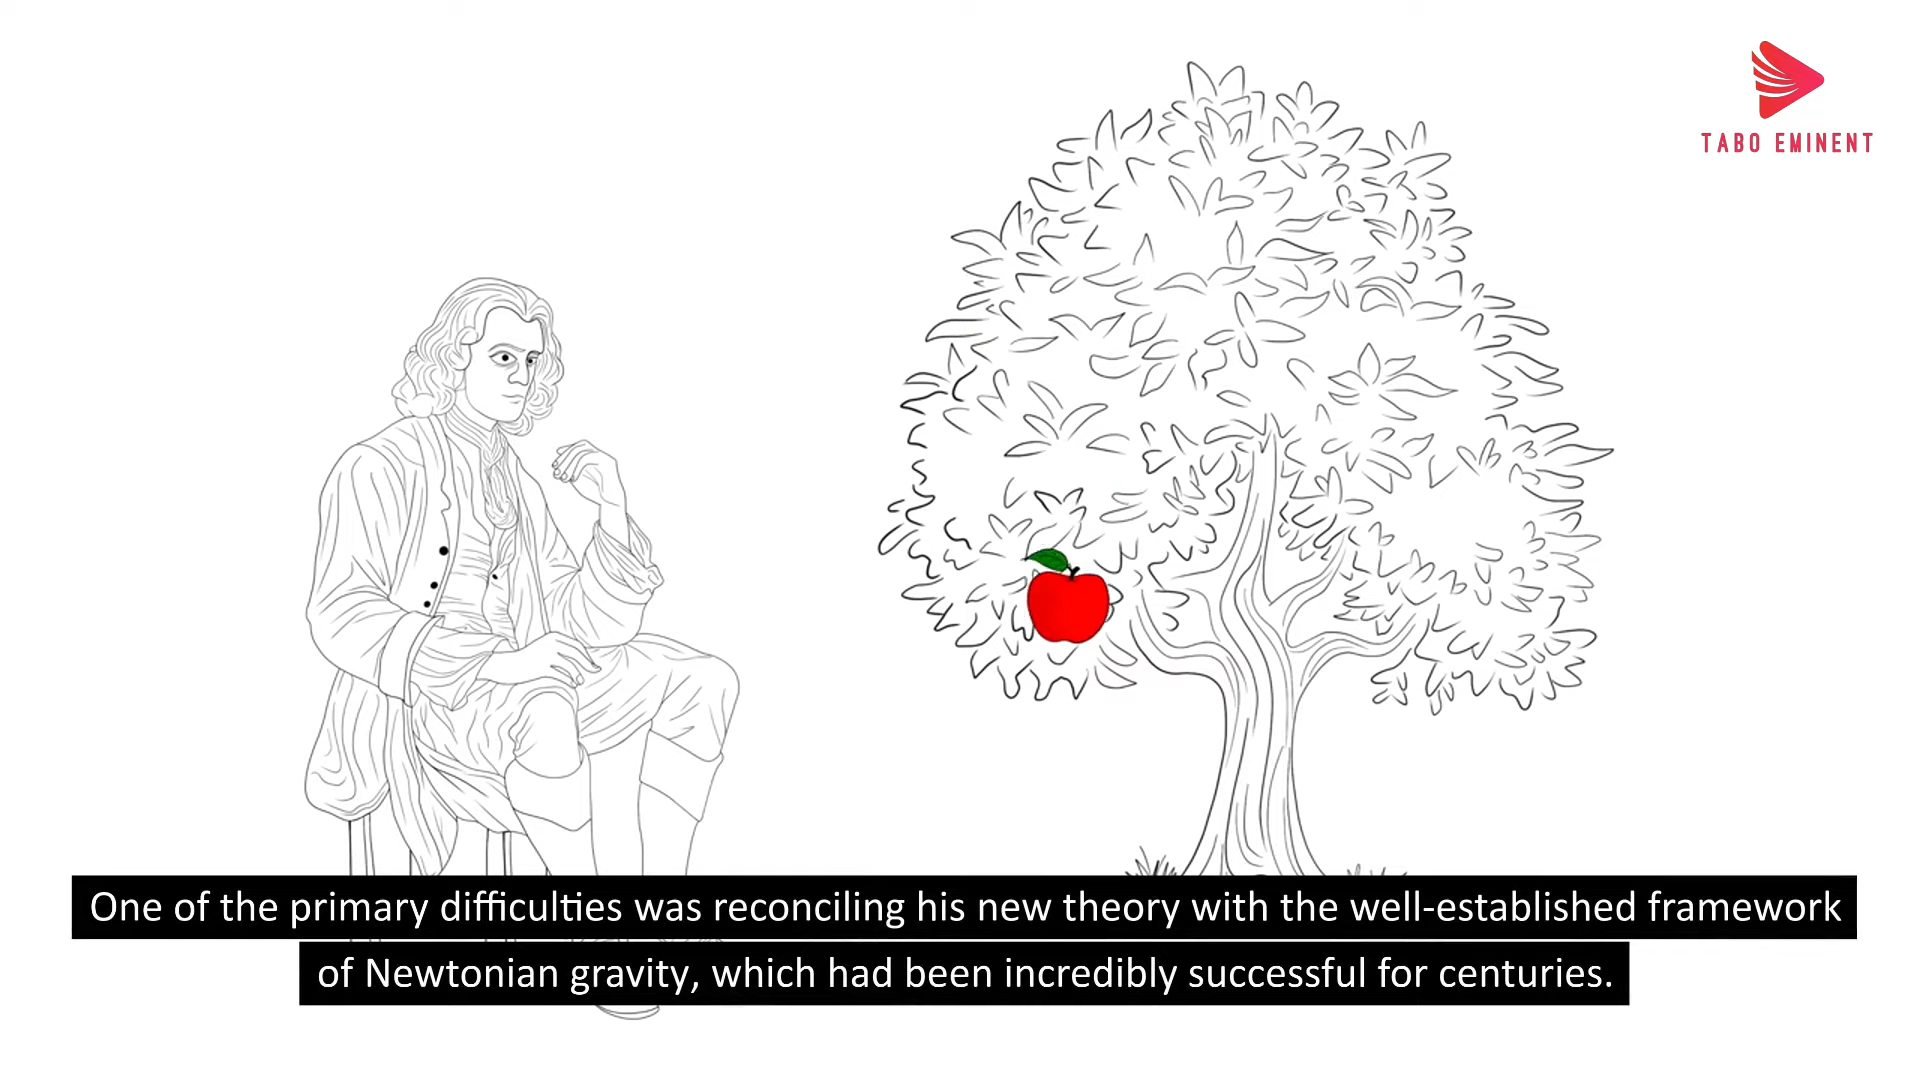 TABO EMINENT
One of the primary difficulties was reconciling his new theory with the well-established framework
of Newtonian gravity, which had been incredibly successful for centuries.